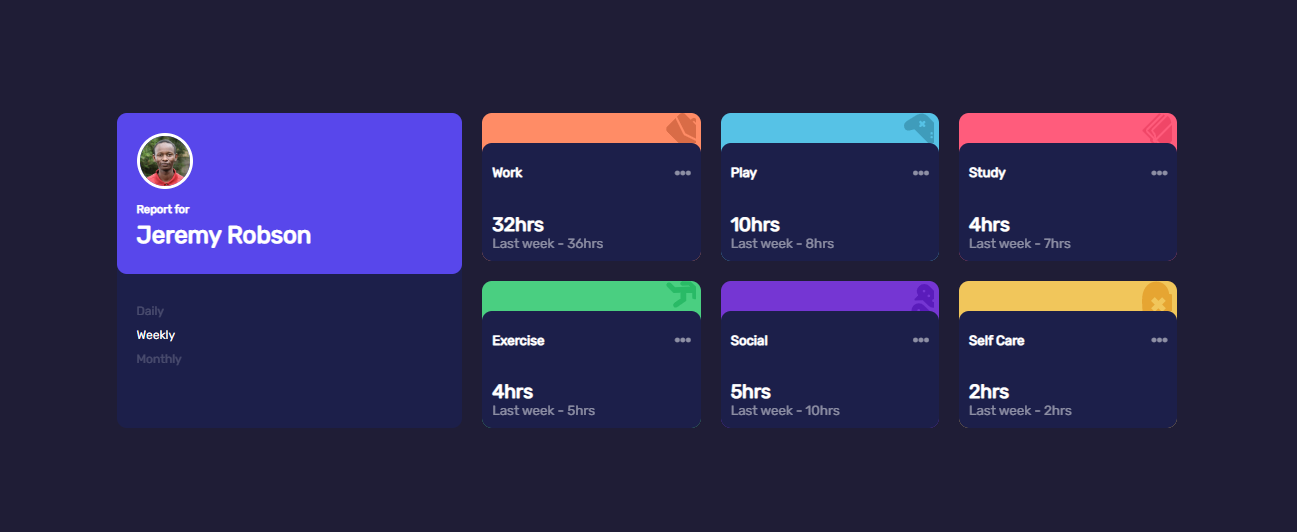 Report for
Jeremy Robson
Daily
Weekly
Monthly
Work
32hrs
Last week - 36hrs
Play
10hrs
Last week - 8hrs
Study
4hrs
Last week - 7hrs
Exercise
4hrs
Last week - 5hrs
Social
5hrs
Last week - 10hrs
Self Care
2hrs
Last week - 2hrs